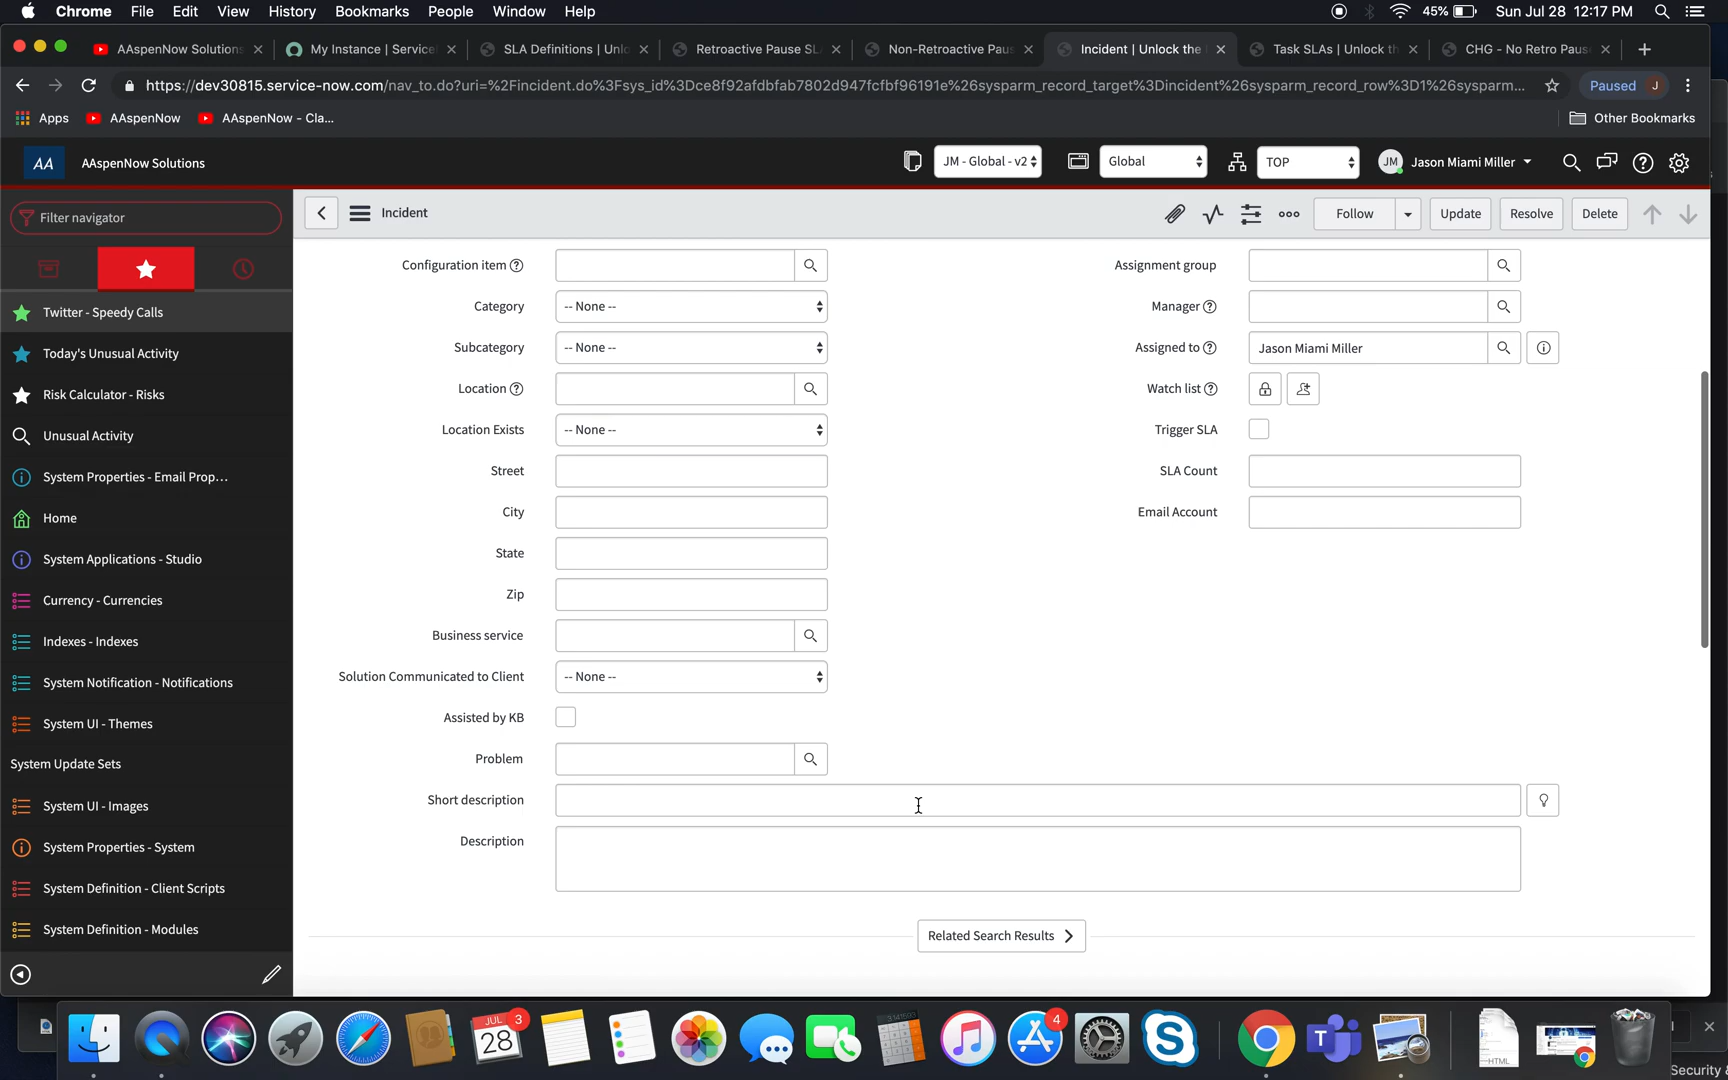 Chrome File Edit View History Bookmarks People Window Help 45% Sun Jul 28 12:17 PM
AAspenNow Solutions My Instance | Service SLA Definitions | Unlo Retroactive Pause SL Non-Retroactive Pau Incident | Unlock the Task SLAs | Unlock th CHG - No Retro Paus
https://dev30815.service-now.com/nav_to.do?uri=%2Fincident.do%3Fsys_id%3Dce8f92afdbfab7802d947fcfbf96191e%26sysparm_record_target%3Dincident%26sysparm_record_row%3D1%26sysparm... Paused J
Apps AAspenNow AAspenNow - Cla... Other Bookmarks
AA AAspenNow Solutions JM - Global - v2 Global TOP JM Jason Miami Miller
Filter navigator
Incident Follow Update Resolve Delete
Twitter - Speedy Calls
Today's Unusual Activity
Risk Calculator - Risks
Unusual Activity
System Properties - Email Prop...
Home
System Applications - Studio
Currency - Currencies
Indexes - Indexes
System Notification - Notifications
System UI - Themes
System Update Sets
System UI - Images
System Properties - System
System Definition - Client Scripts
System Definition - Modules
Configuration item
Category -- None --
Subcategory -- None --
Location
Location Exists -- None --
Street
City
State
Zip
Business service
Solution Communicated to Client -- None --
Assisted by KB
Problem
Short description
Description
Assignment group
Manager
Assigned to Jason Miami Miller
Watch list
Trigger SLA
SLA Count
Email Account
Related Search Results
JUL 28 3
4
HTML
Security